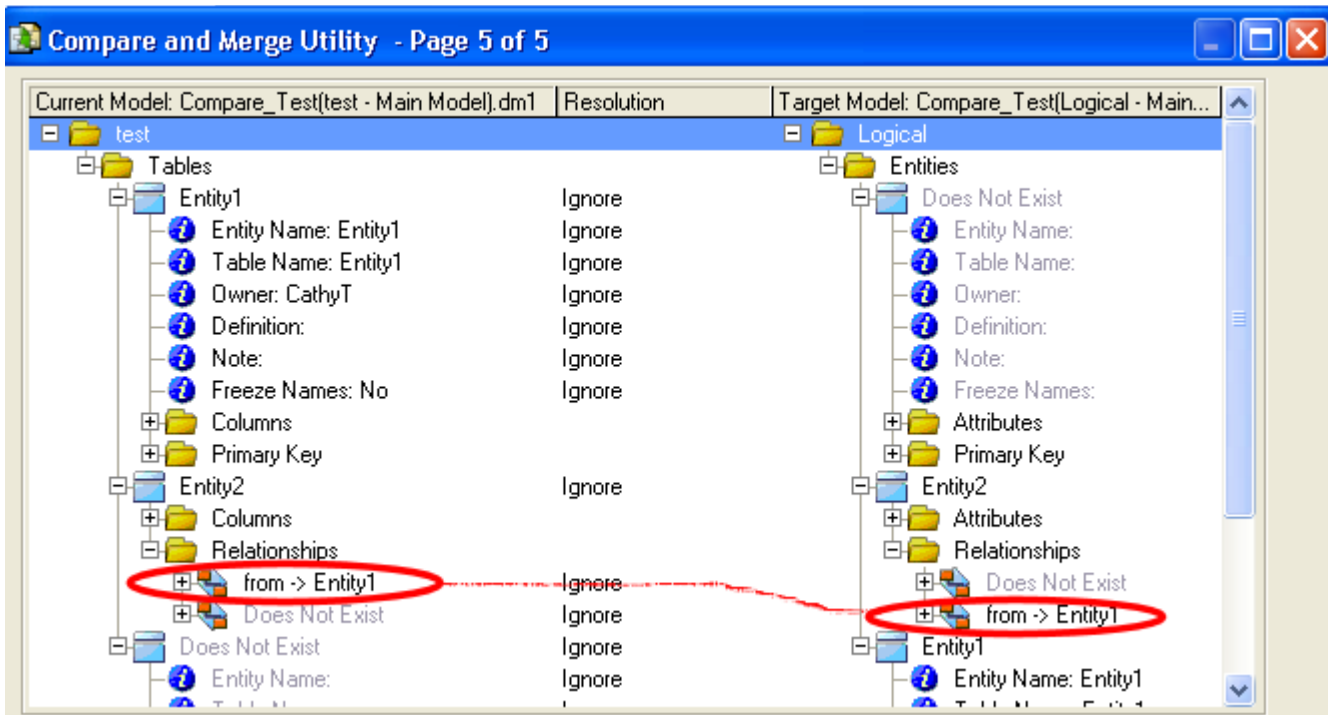 Compare and Merge Utility - Page 5 of 5
Current Model: Compare_Test(test - Main Model).dm1 Resolution Target Model: Compare_Test(Logical - Main...
test Logical
Tables Entities
Entity1 Ignore Does Not Exist
Entity Name: Entity1 Ignore Entity Name:
Table Name: Entity1 Ignore Table Name:
Owner: CathyT Ignore Owner:
Definition: Ignore Definition:
Note: Ignore Note:
Freeze Names: No Ignore Freeze Names:
Columns Attributes
Primary Key Primary Key
Entity2 Ignore Entity2
Columns Attributes
Relationships Relationships
from -> Entity1 Ignore Does Not Exist
Does Not Exist Ignore from -> Entity1
Does Not Exist Ignore Entity1
Entity Name: Ignore Entity Name: Entity1